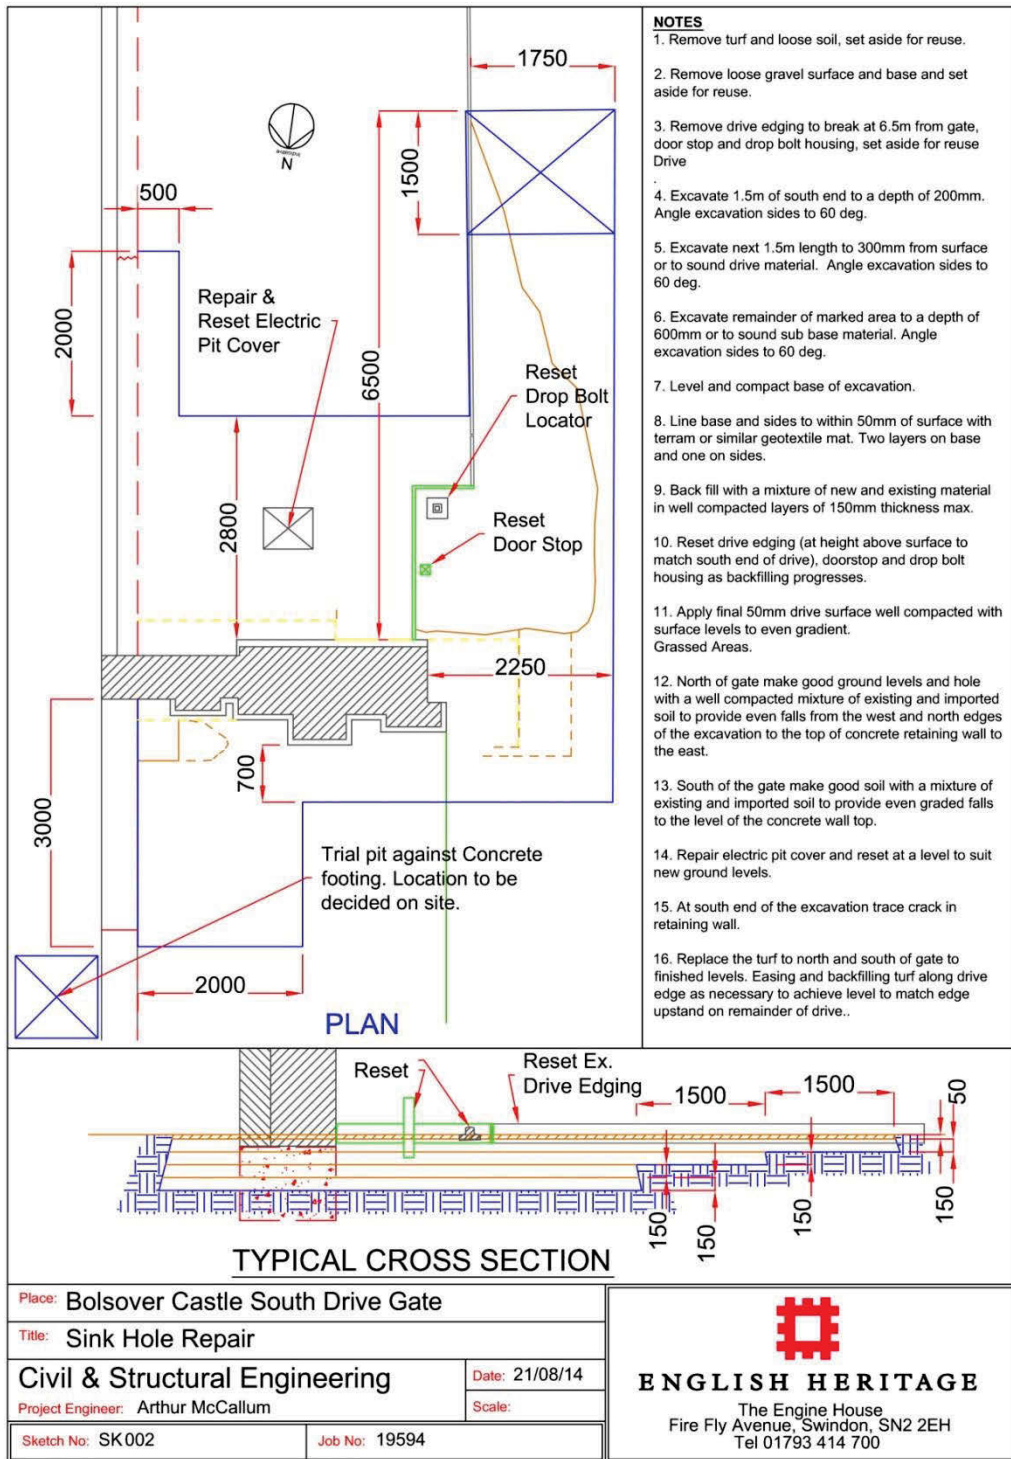 1750
1500
500
2000
Indicative
N
Repair &
Reset Electric
Pit Cover
6500
Reset
Drop Bolt
Locator
2800
Reset
Door Stop
2250
700
3000
Trial pit against Concrete
footing. Location to be
decided on site.
2000
PLAN
NOTES
1. Remove turf and loose soil, set aside for reuse.
2. Remove loose gravel surface and base and set
aside for reuse.
3. Remove drive edging to break at 6.5m from gate,
door stop and drop bolt housing, set aside for reuse
Drive
.
4. Excavate 1.5m of south end to a depth of 200mm.
Angle excavation sides to 60 deg.
5. Excavate next 1.5m length to 300mm from surface
or to sound drive material. Angle excavation sides to
60 deg.
6. Excavate remainder of marked area to a depth of
600mm or to sound sub base material. Angle
excavation sides to 60 deg.
7. Level and compact base of excavation.
8. Line base and sides to within 50mm of surface with
terram or similar geotextile mat. Two layers on base
and one on sides.
9. Back fill with a mixture of new and existing material
in well compacted layers of 150mm thickness max.
10. Reset drive edging (at height above surface to
match south end of drive), doorstop and drop bolt
housing as backfilling progresses.
11. Apply final 50mm drive surface well compacted with
surface levels to even gradient.
Grassed Areas.
12. North of gate make good ground levels and hole
with a well compacted mixture of existing and imported
soil to provide even falls from the west and north edges
of the excavation to the top of concrete retaining wall to
the east.
13. South of the gate make good soil with a mixture of
existing and imported soil to provide even graded falls
to the level of the concrete wall top.
14. Repair electric pit cover and reset at a level to suit
new ground levels.
15. At south end of the excavation trace crack in
retaining wall.
16. Replace the turf to north and south of gate to
finished levels. Easing and backfilling turf along drive
edge as necessary to achieve level to match edge
upstand on remainder of drive..
Reset
Reset Ex.
Drive Edging
1500
1500
50
150
150
150
150
TYPICAL CROSS SECTION
Place: Bolsover Castle South Drive Gate
Title: Sink Hole Repair
Civil & Structural Engineering
Date: 21/08/14
Project Engineer: Arthur McCallum
Scale:
Sketch No: SK002
Job No: 19594
ENGLISH HERITAGE
The Engine House
Fire Fly Avenue, Swindon, SN2 2EH
Tel 01793 414 700